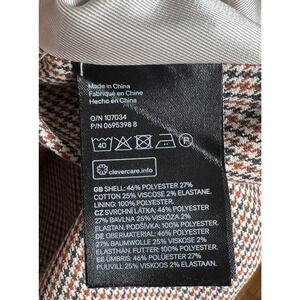 Made in China
Fabriqué en Chine
Hecho en China
O/N 107034
P/N 0695398 8
40
P
clevercare.info
GB SHELL: 46% POLYESTER 27%
COTTON 25% VISCOSE 2% ELASTANE.
LINING: 100% POLYESTER.
CZ SVRCHNÍ LÁTKA: 46% POLYESTER
27% BAVLNA 25% VISKÓZA 2%
ELASTAN. PODŠÍVKA: 100% POLYESTER.
DE OBERMATERIAL: 46% POLYESTER
27% BAUMWOLLE 25% VISKOSE 2%
ELASTHAN. FUTTER: 100% POLYESTER.
EE ÜMBRIS: 46% POLÜESTER 27%
PUUVILL 25% VISKOOS 2% ELASTAAN.